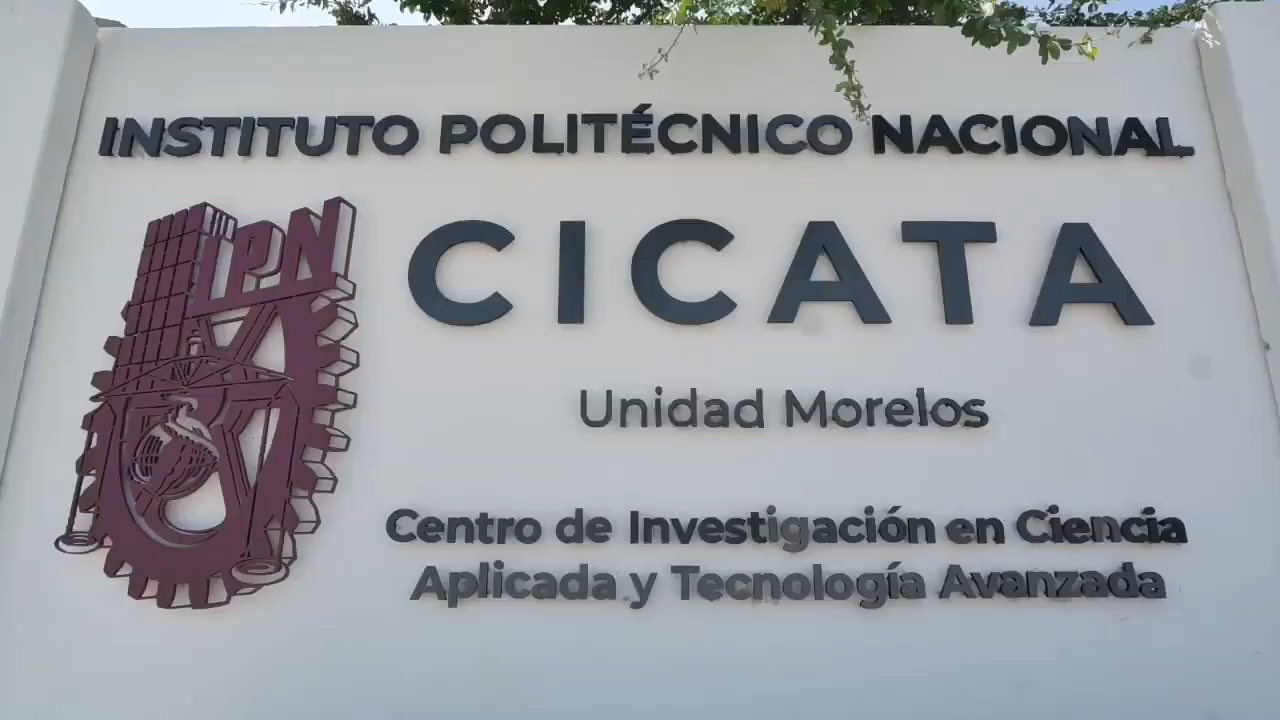 INSTITUTO POLITÉCNICO NACIONAL
IPN
CICATA
Unidad Morelos
Centro de Investigación en Ciencia
Aplicada y Tecnología Avanzada